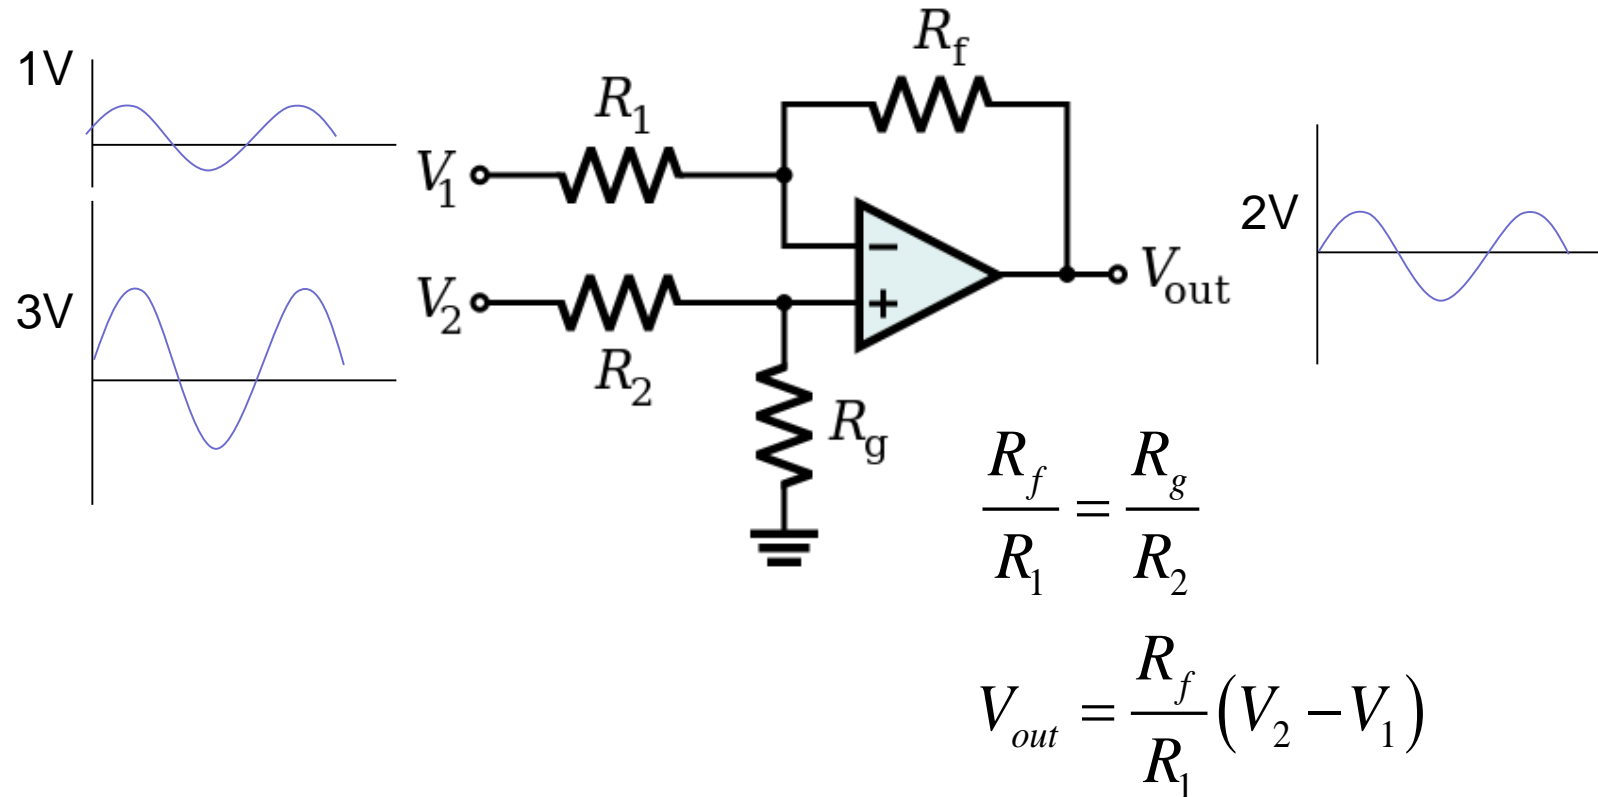 1V
3V
R1
V1
V2
R2
Rf
−
+
Rg
Vout
2V
Rf/R1 = Rg/R2
Vout = Rf/R1 (V2 − V1)